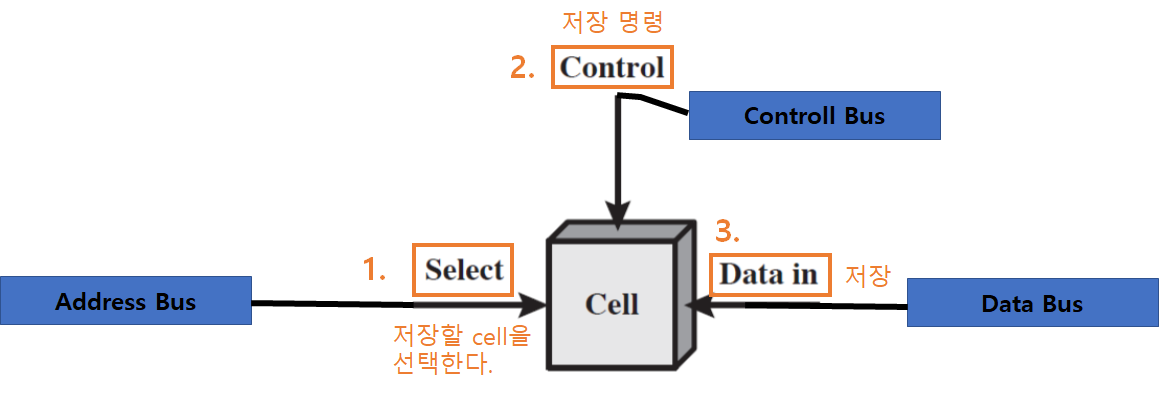 저장 명령
2. Control
Controll Bus
3.
1. Select
Data in 저장
Address Bus
Cell
Data Bus
저장할 cell을
선택한다.